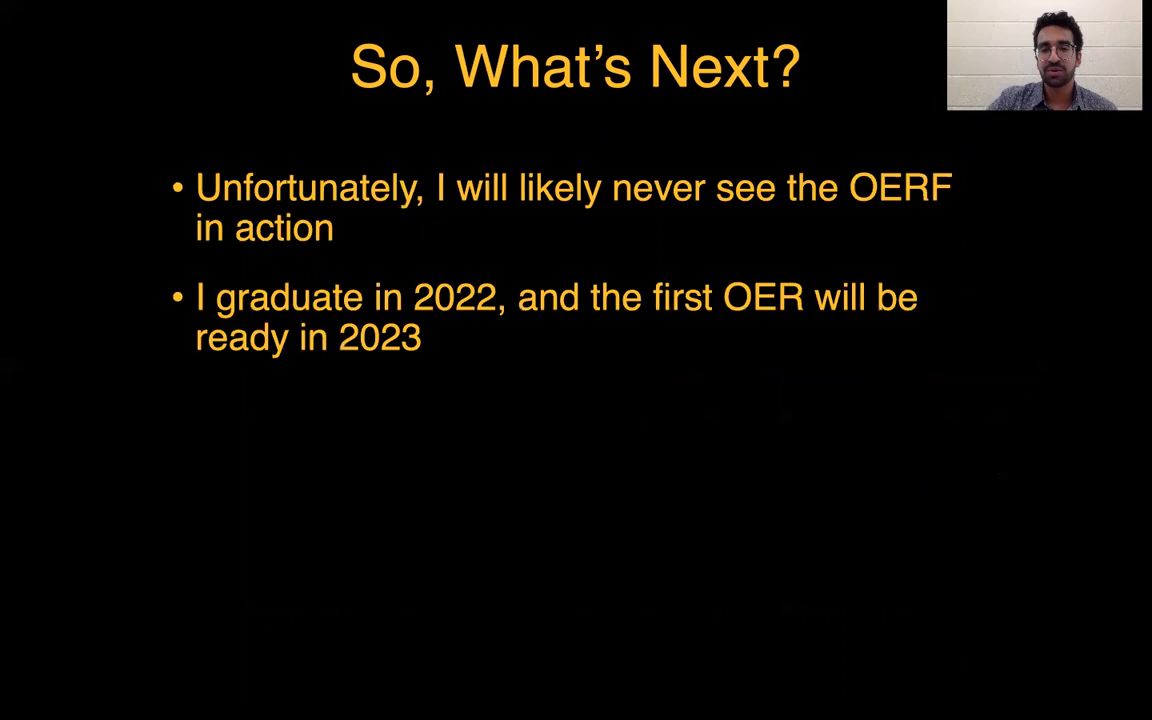 So, What’s Next?
• Unfortunately, I will likely never see the OERF
in action
• I graduate in 2022, and the first OER will be
ready in 2023